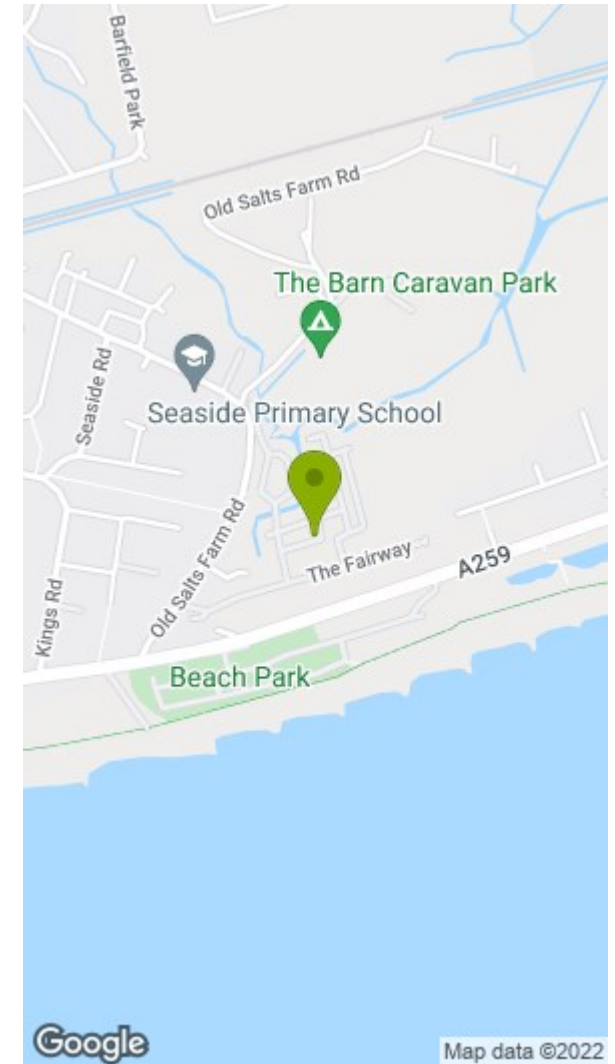 Barfield Park
Old Salts Farm Rd
The Barn Caravan Park
Seaside Rd
Seaside Primary School
Old Salts Farm Rd
The Fairway
A259
Kings Rd
Beach Park
Google
Map data ©2022